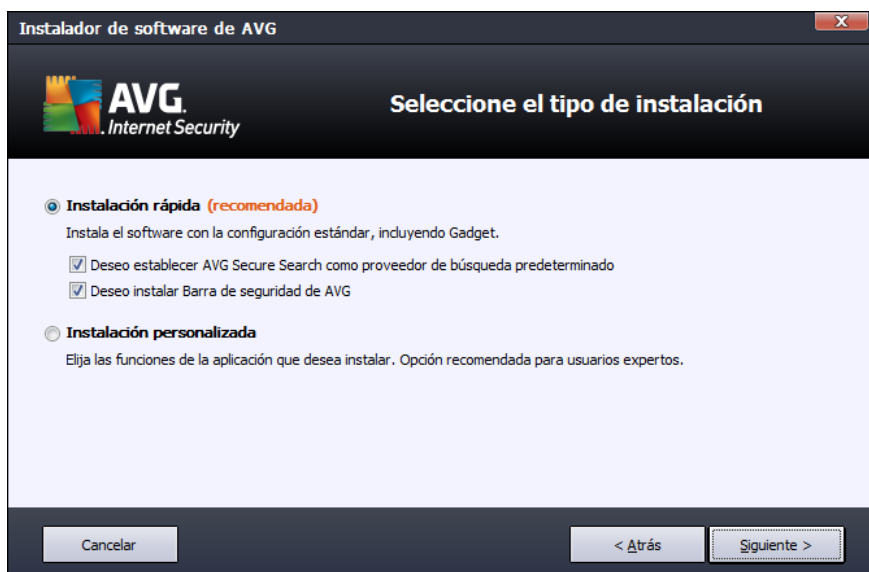 Instalador de software de AVG
X
AVG.
Internet Security
Seleccione el tipo de instalación
Instalación rápida (recomendada)
Instala el software con la configuración estándar, incluyendo Gadget.
Deseo establecer AVG Secure Search como proveedor de búsqueda predeterminado
Deseo instalar Barra de seguridad de AVG
Instalación personalizada
Elija las funciones de la aplicación que desea instalar. Opción recomendada para usuarios expertos.
Cancelar
< Atrás
Siguiente >